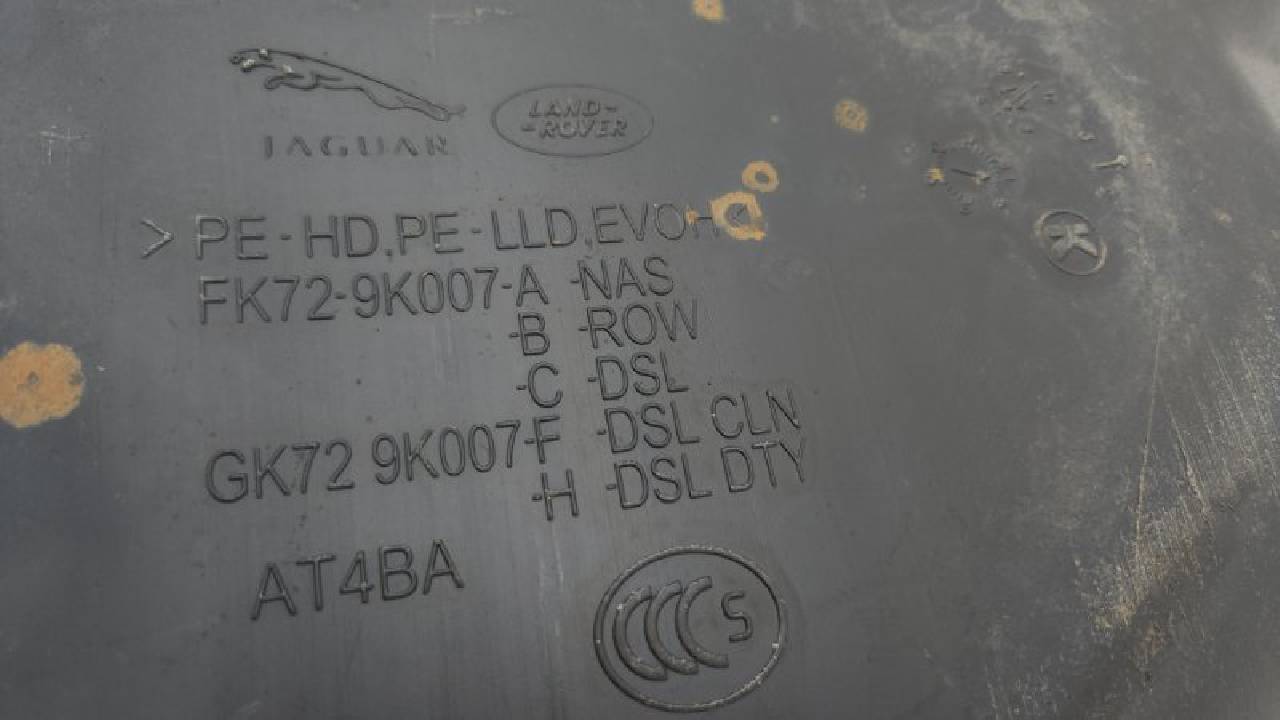 JAGUAR
LAND-
-ROVER
>PE-HD,PE-LLD,EVOH<
FK72-9K007-A -NAS
-B -ROW
-C -DSL
GK72 9K007-F -DSL CLN
-H -DSL DTY
AT4BA
CCC S
K